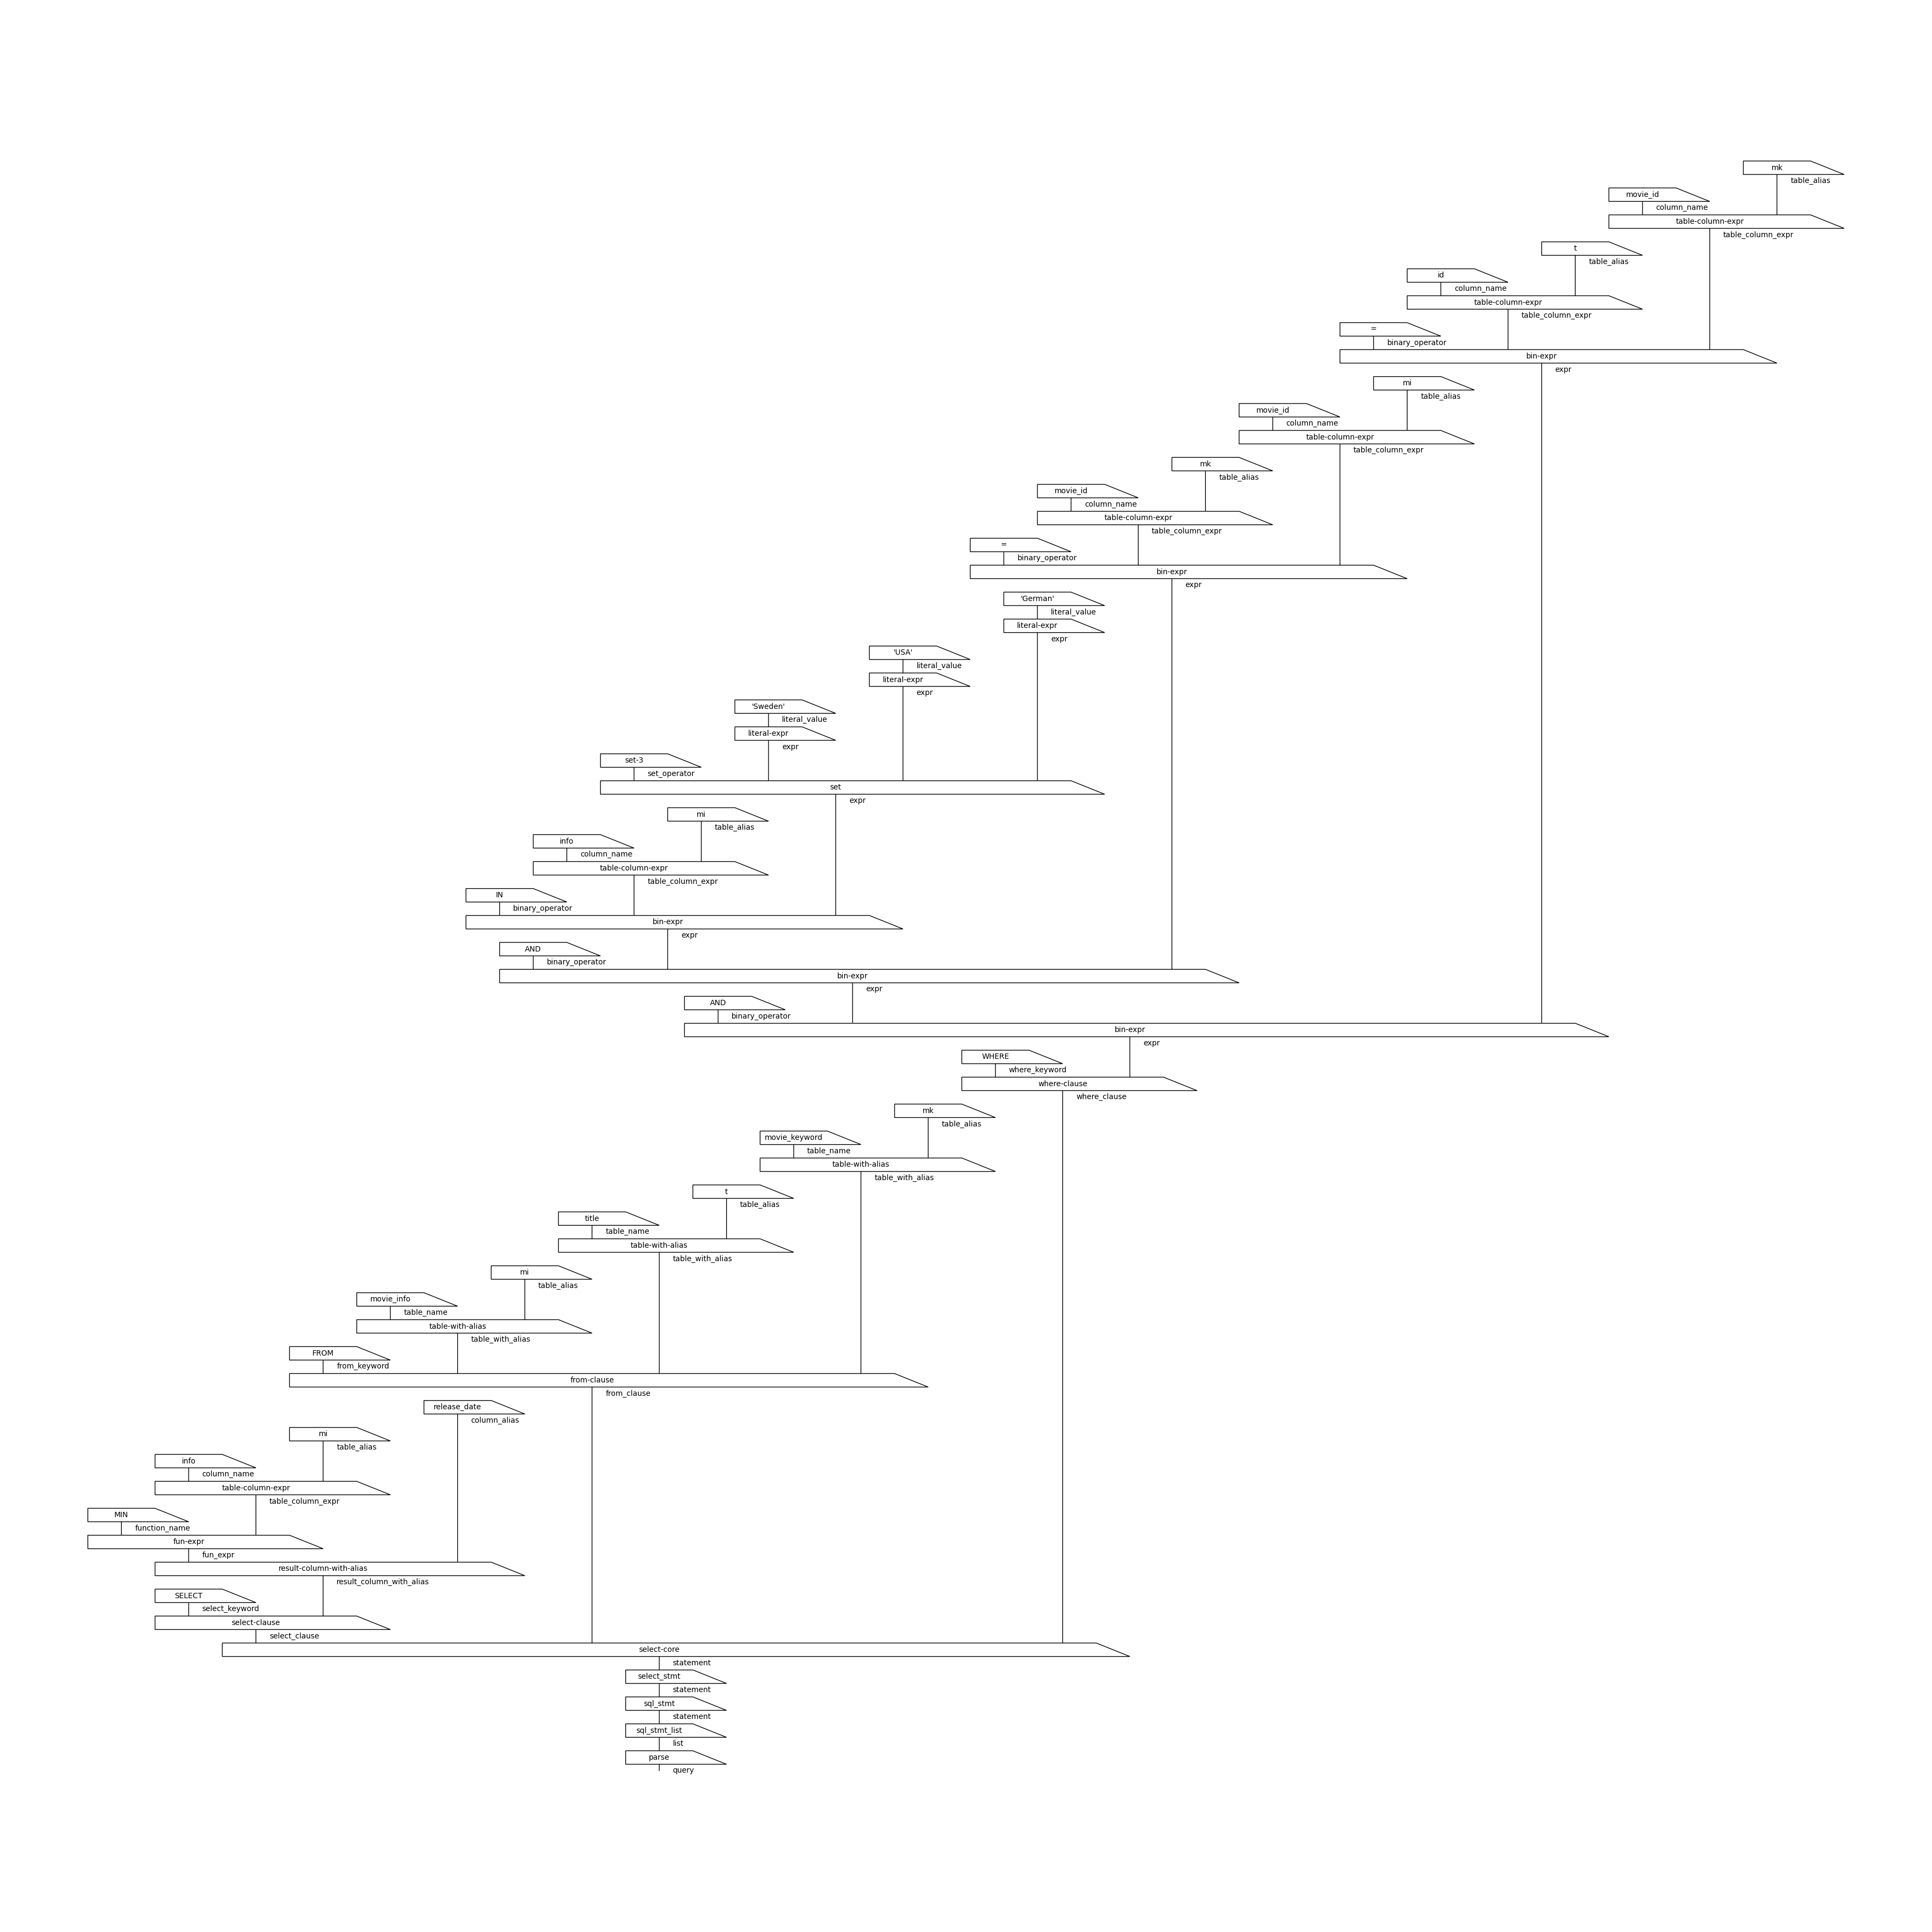 mk
table_alias
movie_id
column_name
table-column-expr
table_column_expr
t
table_alias
id
column_name
table-column-expr
table_column_expr
=
binary_operator
bin-expr
expr
mi
table_alias
movie_id
column_name
table-column-expr
table_column_expr
mk
table_alias
movie_id
column_name
table-column-expr
table_column_expr
=
binary_operator
bin-expr
expr
'German'
literal_value
literal-expr
expr
'USA'
literal_value
literal-expr
expr
'Sweden'
literal_value
literal-expr
expr
set-3
set_operator
set
expr
mi
table_alias
info
column_name
table-column-expr
table_column_expr
IN
binary_operator
bin-expr
expr
AND
binary_operator
bin-expr
expr
AND
binary_operator
bin-expr
expr
WHERE
where_keyword
where-clause
where_clause
mk
table_alias
movie_keyword
table_name
table-with-alias
table_with_alias
t
table_alias
title
table_name
table-with-alias
table_with_alias
mi
table_alias
movie_info
table_name
table-with-alias
table_with_alias
FROM
from_keyword
from-clause
from_clause
release_date
column_alias
mi
table_alias
info
column_name
table-column-expr
table_column_expr
MIN
function_name
fun-expr
fun_expr
result-column-with-alias
result_column_with_alias
SELECT
select_keyword
select-clause
select_clause
select-core
statement
select_stmt
statement
sql_stmt
statement
sql_stmt_list
list
parse
query